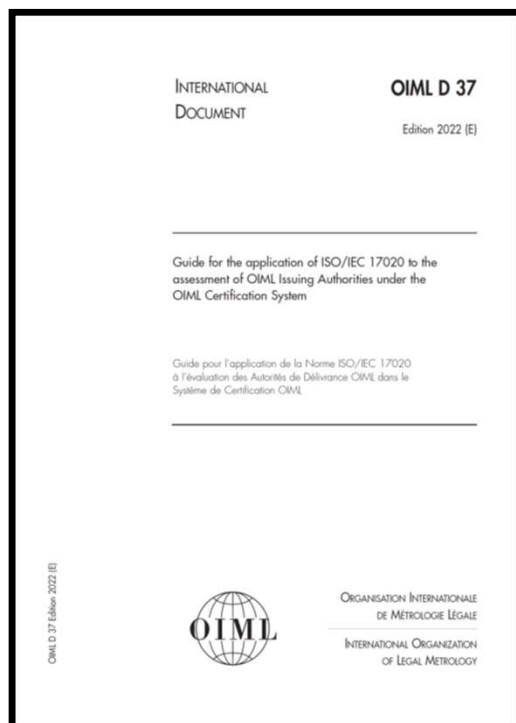 INTERNATIONAL
DOCUMENT
OIML D 37
Edition 2022 (E)
Guide for the application of ISO/IEC 17020 to the
assessment of OIML Issuing Authorities under the
OIML Certification System
Guide pour l'application de la Norme ISO/IEC 17020
à l'évaluation des Autorités de Délivrance OIML dans le
Système de Certification OIML
OIML D 37 Edition 2022 (E)
OIML
ORGANISATION INTERNATIONALE
DE MÉTROLOGIE LÉGALE
INTERNATIONAL ORGANIZATION
OF LEGAL METROLOGY